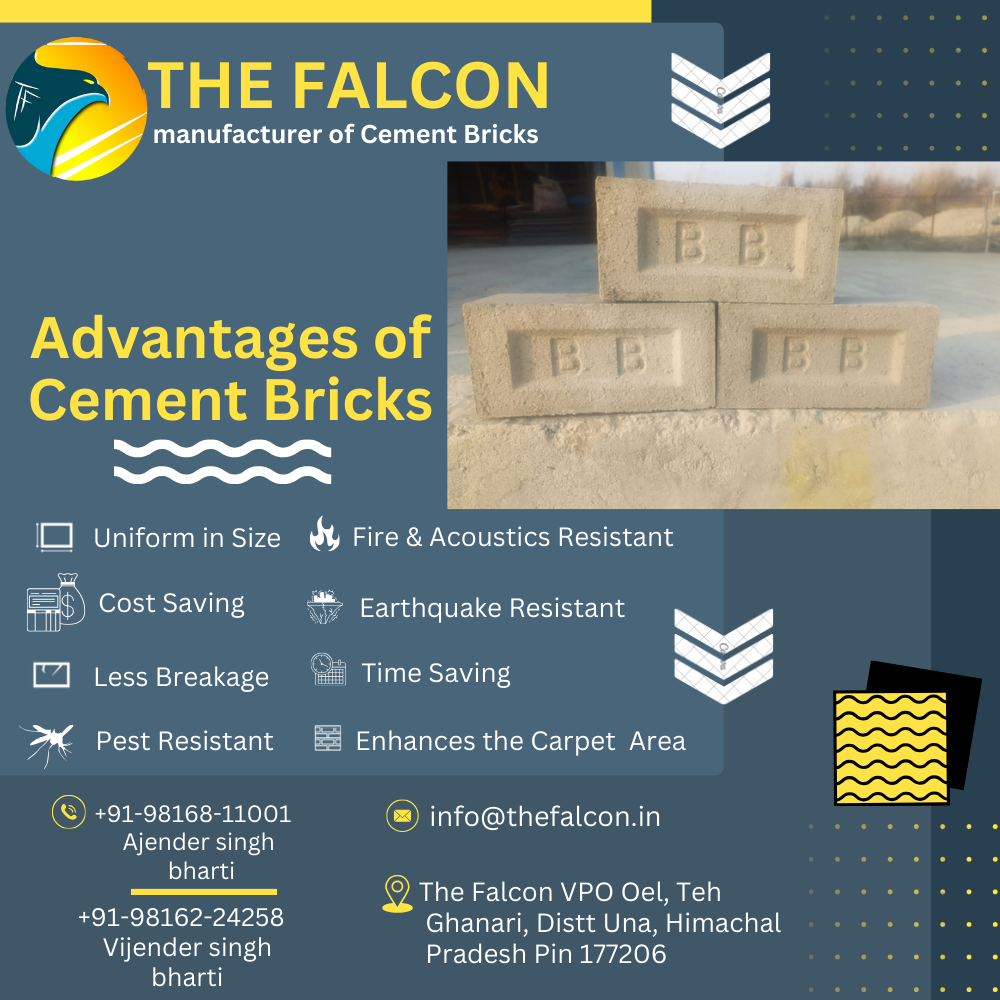 THE FALCON
manufacturer of Cement Bricks
TF
Canva
B B
B B
B B
Advantages of
Cement Bricks
Uniform in Size
Fire & Acoustics Resistant
Cost Saving
Earthquake Resistant
Less Breakage
Time Saving
Pest Resistant
Enhances the Carpet Area
Canva
+91-98168-11001
Ajender singh
bharti
+91-98162-24258
Vijender singh
bharti
info@thefalcon.in
The Falcon VPO Oel, Teh
Ghanari, Distt Una, Himachal
Pradesh Pin 177206